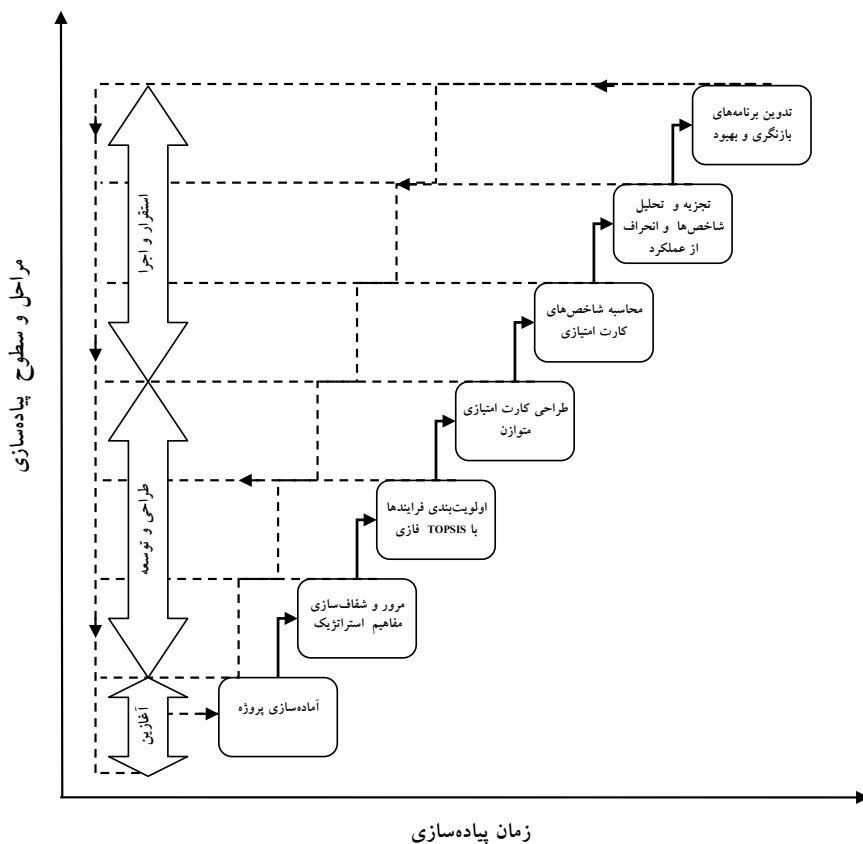 تدوین برنامه‌های
بازنگری و بهبود
تجزیه و تحلیل
شاخص‌ها و انحراف
از عملکرد
استقرار و اجرا
محاسبه شاخص‌های
کارت امتیازی
مراحل و سطوح پیاده‌سازی
طراحی کارت امتیازی
متوازن
طراحی و توسعه
اولویت‌بندی فرایندها
با TOPSIS فازی
مرور و شفاف‌سازی
مفاهیم استراتژیک
آغازین
آماده‌سازی پروژه
زمان پیاده‌سازی